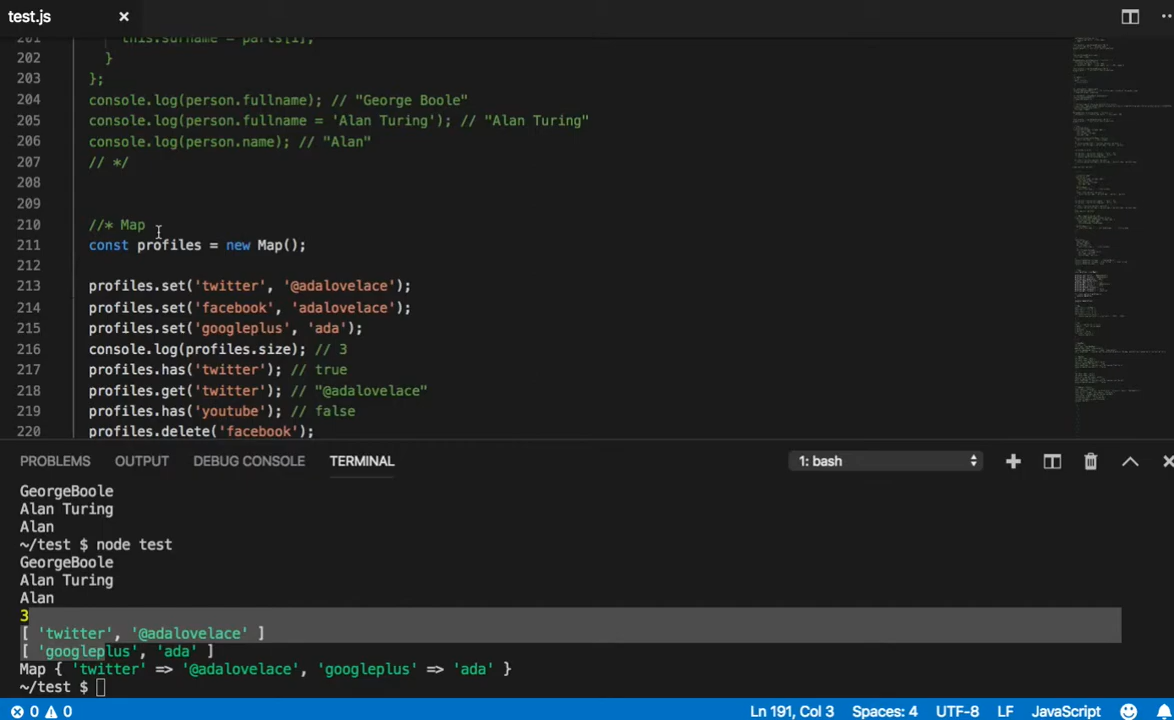 test.js
201 this.surname = parts[1];
202 }
203 };
204 console.log(person.fullname); // "George Boole"
205 console.log(person.fullname = 'Alan Turing'); // "Alan Turing"
206 console.log(person.name); // "Alan"
207 // */
208
209
210 //* Map
211 const profiles = new Map();
212
213 profiles.set('twitter', '@adalovelace');
214 profiles.set('facebook', 'adalovelace');
215 profiles.set('googleplus', 'ada');
216 console.log(profiles.size); // 3
217 profiles.has('twitter'); // true
218 profiles.get('twitter'); // "@adalovelace"
219 profiles.has('youtube'); // false
220 profiles.delete('facebook');
PROBLEMS OUTPUT DEBUG CONSOLE TERMINAL 1: bash
GeorgeBoole
Alan Turing
Alan
~/test $ node test
GeorgeBoole
Alan Turing
Alan
3
[ 'twitter', '@adalovelace' ]
[ 'googleplus', 'ada' ]
Map { 'twitter' => '@adalovelace', 'googleplus' => 'ada' }
~/test $
0 0 Ln 191, Col 3 Spaces: 4 UTF-8 LF JavaScript